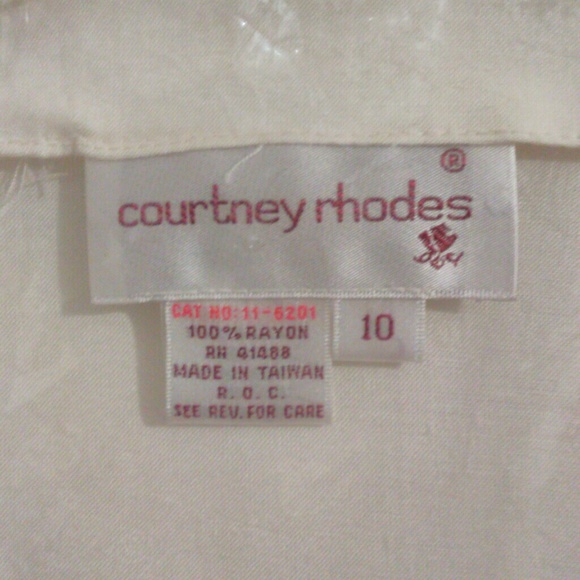 ®
courtney rhodes
CAT NO:11-6201
100% RAYON
RN 41488
MADE IN TAIWAN
R. O. C.
SEE REV. FOR CARE
10